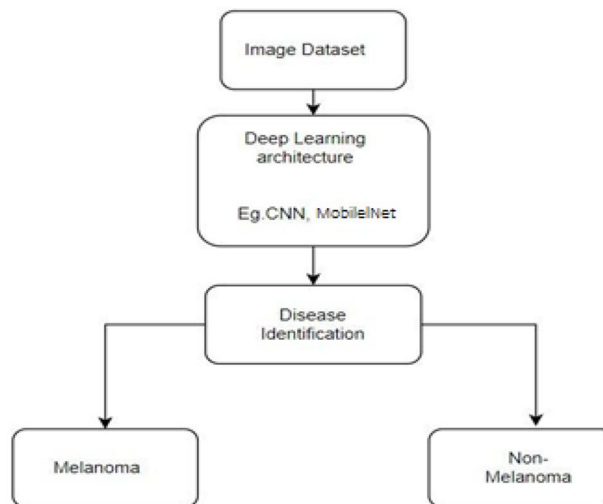 Image Dataset
Deep Learning
architecture
Eg.CNN, MobilelNet
Disease
Identification
Melanoma
Non-
Melanoma